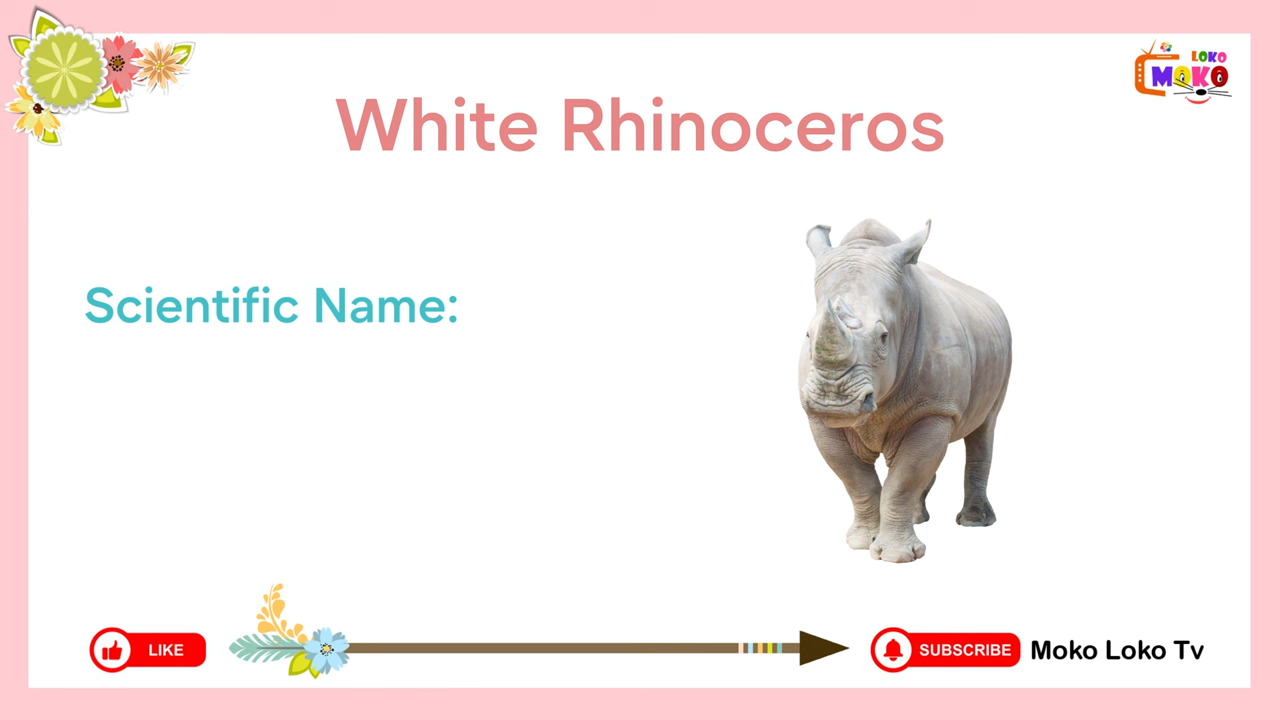 LOKO
MOKO
White Rhinoceros
Scientific Name:
LIKE
SUBSCRIBE
Moko Loko Tv